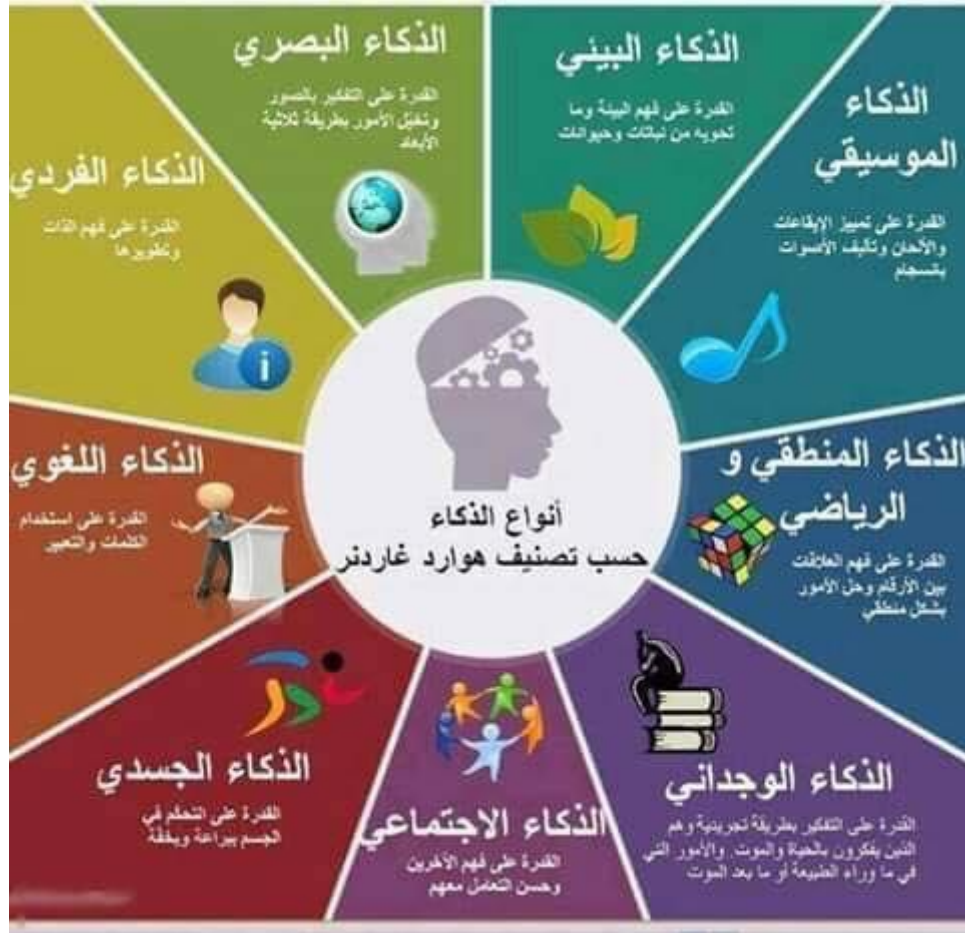 الذكاء البيئي
القدرة على فهم البيئة وما
تحويه من نباتات وحيوانات
الذكاء
الموسيقي
القدرة على تمييز الإيقاعات
والألحان وتأليف الأصوات
بانسجام
الذكاء المنطقي و
الرياضي
القدرة على فهم العلاقات
بين الأرقام وحل الأمور
بشكل منطقي
الذكاء الوجداني
القدرة على التفكير بطريقة تجريدية وهم
الذين يفكرون بالحياة والموت، والأمور التي
في ما وراء الطبيعة أو ما بعد الموت
الذكاء الاجتماعي
القدرة على فهم الآخرين
وحسن التعامل معهم
الذكاء الجسدي
القدرة على التحكم في
الجسم ببراعة وبخفة
الذكاء اللغوي
القدرة على استخدام
الكلمات والتعبير
الذكاء الفردي
القدرة على فهم الذات
وتطويرها
الذكاء البصري
القدرة على التفكير بالصور
وتخيل الأمور بطريقة ثلاثية
الأبعاد
أنواع الذكاء
حسب تصنيف هوارد غاردنر